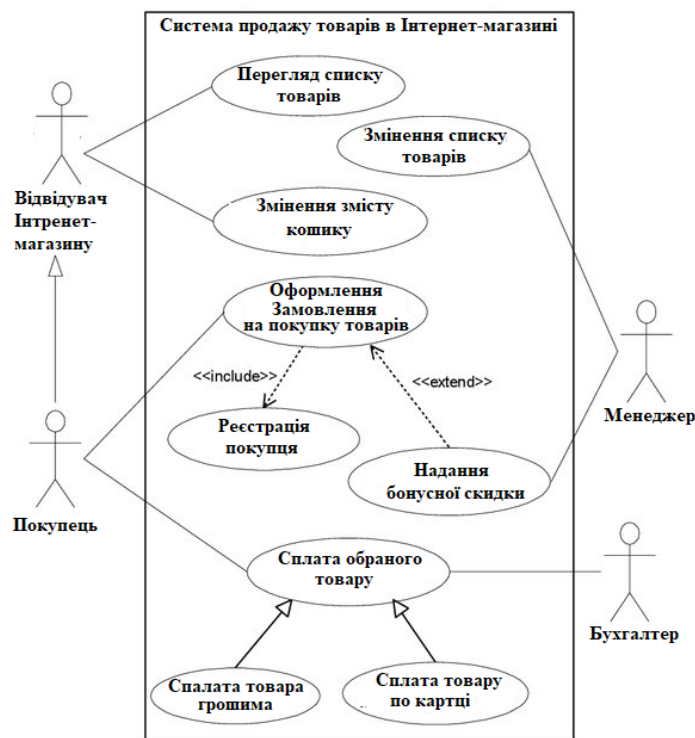 Система продажу товарів в Інтернет-магазині
Перегляд списку
товарів
Змінення списку
товарів
Відвідувач
Інтренет-
магазину
Змінення змісту
кошику
Оформлення
Замовлення
на покупку товарів
<<include>>
<<extend>>
Менеджер
Реєстрація
покупця
Надання
бонусної скидки
Покупець
Сплата обраного
товару
Бухгалтер
Спалата товара
грошима
Сплата товару
по картці